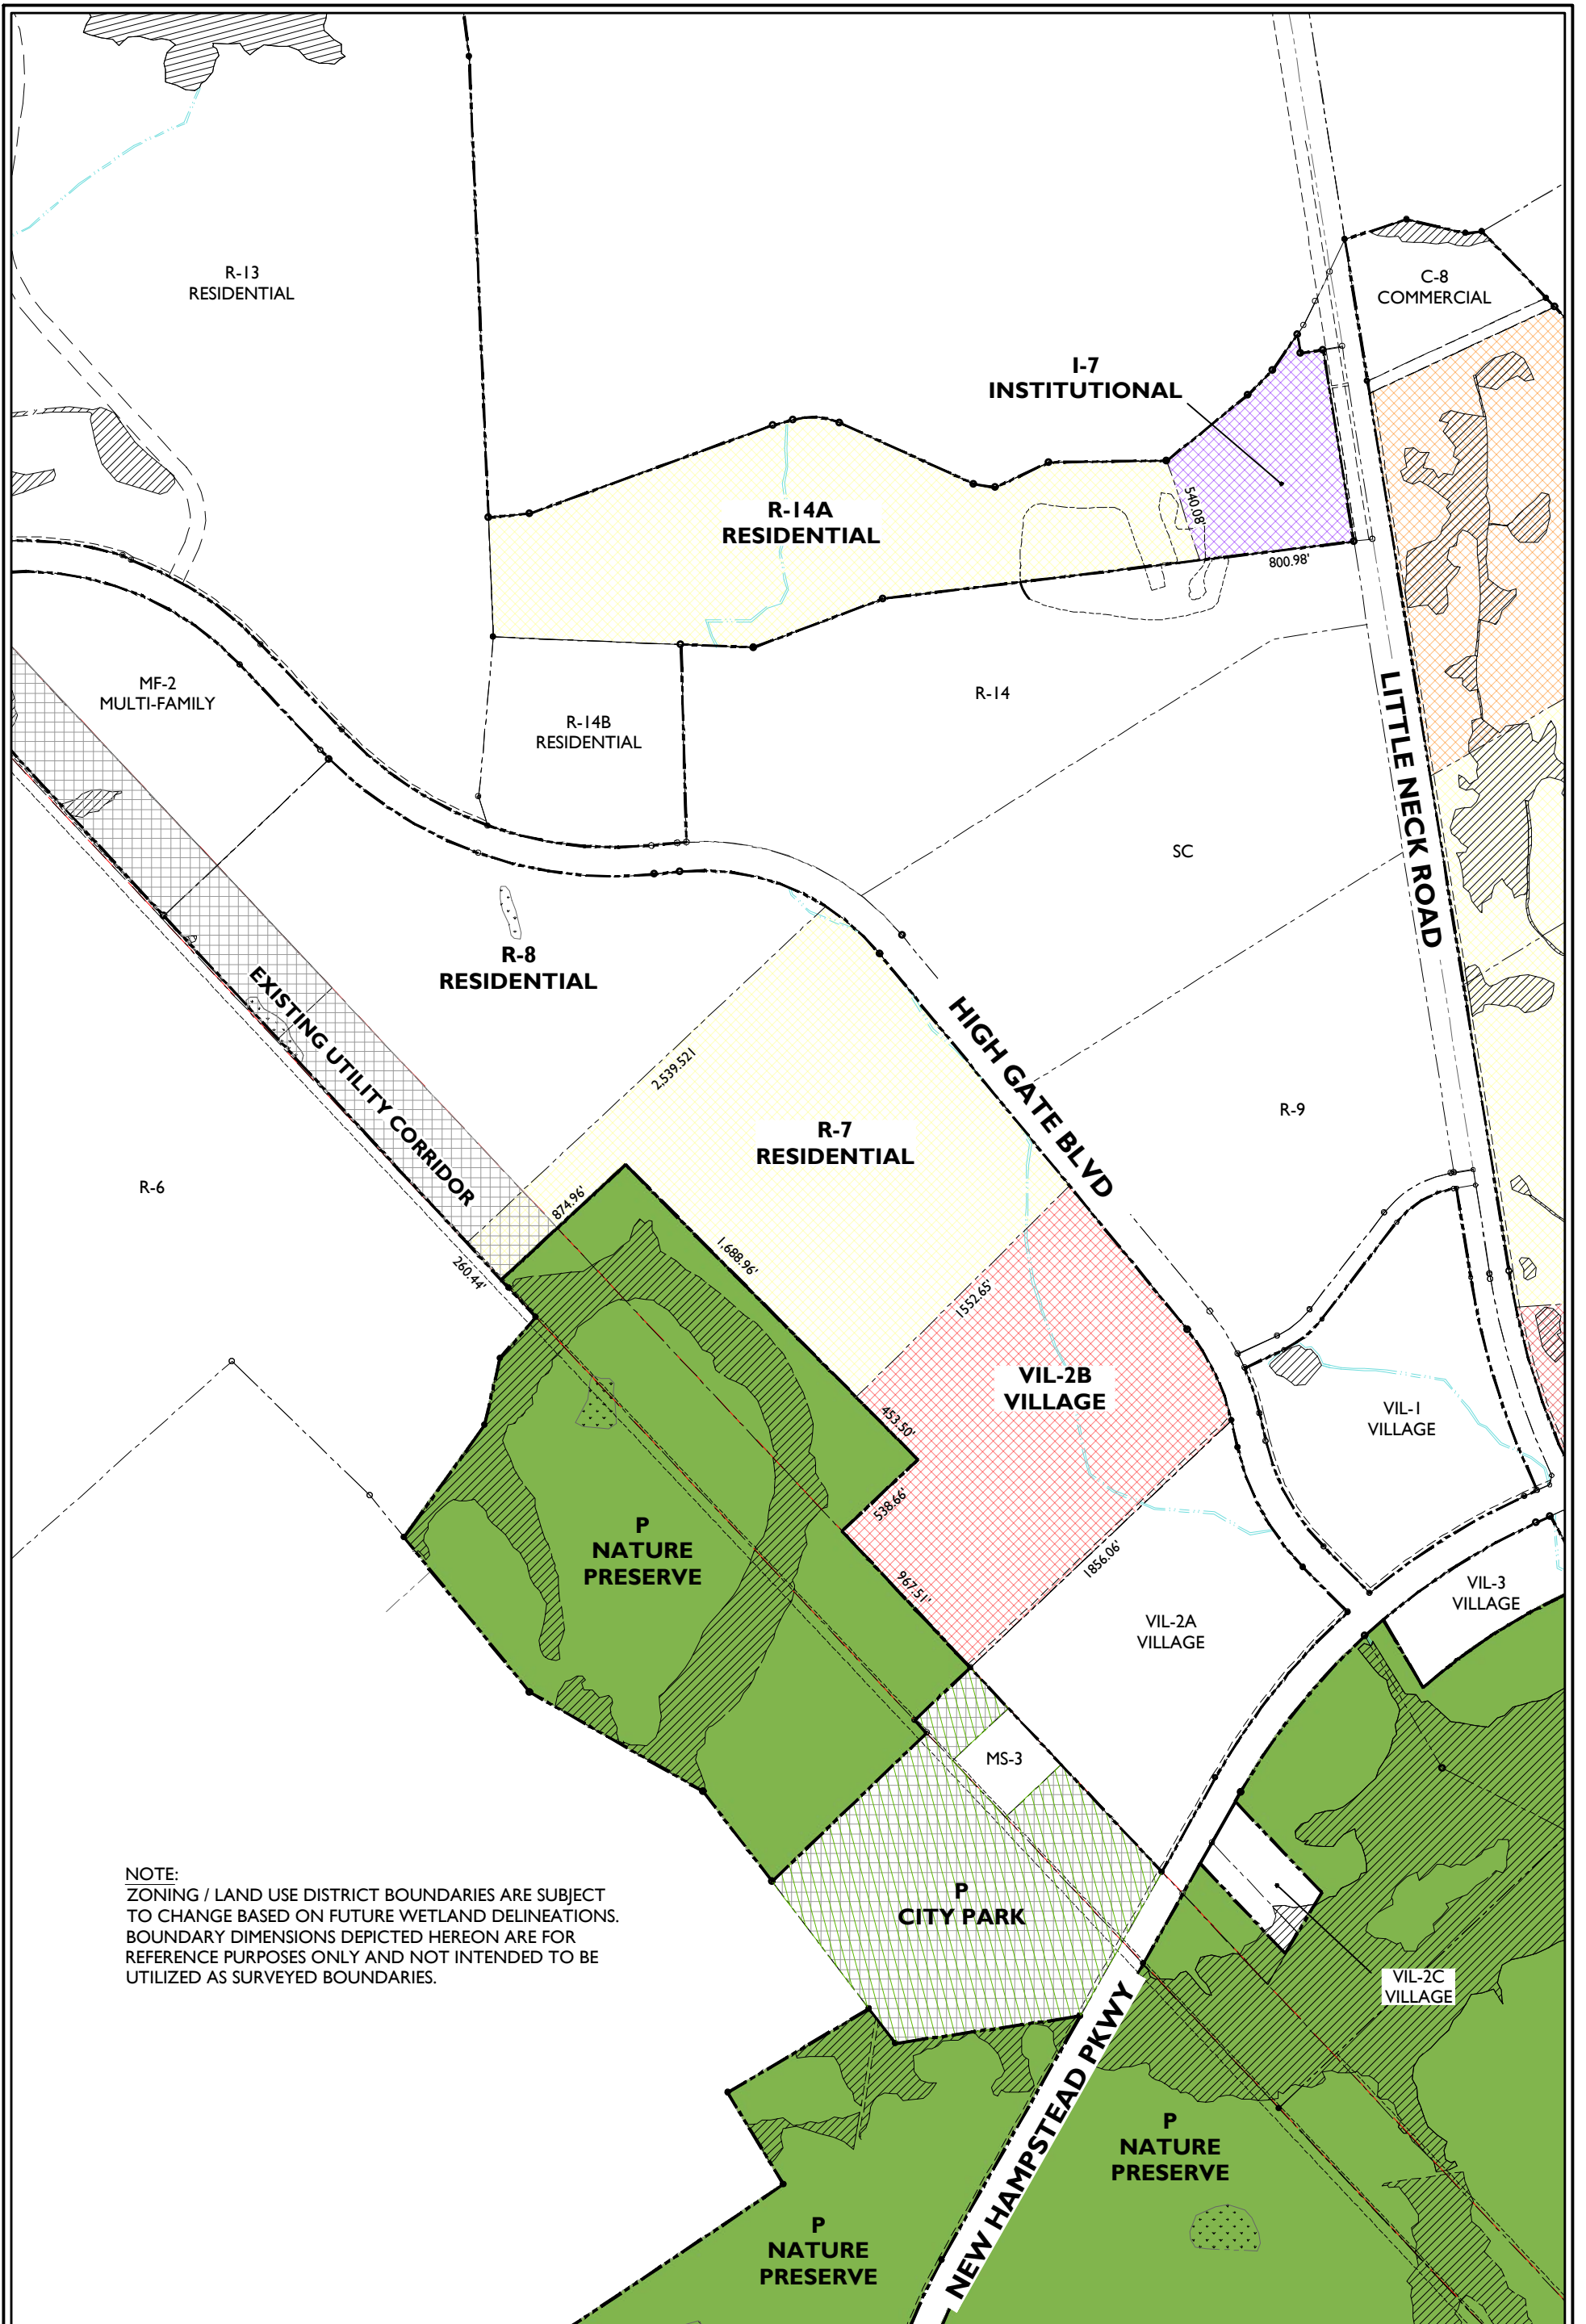 R-13
RESIDENTIAL
C-8
COMMERCIAL
I-7
INSTITUTIONAL
R-14A
RESIDENTIAL
540.08'
800.98'
MF-2
MULTI-FAMILY
R-14B
RESIDENTIAL
R-14
LITTLE NECK ROAD
SC
R-8
RESIDENTIAL
EXISTING UTILITY CORRIDOR
HIGH GATE BLVD
2,539.521
R-7
RESIDENTIAL
R-9
R-6
874.96'
1,688.96'
260.44'
1552.65'
VIL-2B
VILLAGE
453.50'
VIL-1
VILLAGE
538.66'
P
NATURE
PRESERVE
967.51'
1856.06'
VIL-2A
VILLAGE
VIL-3
VILLAGE
MS-3
NOTE:
ZONING / LAND USE DISTRICT BOUNDARIES ARE SUBJECT
TO CHANGE BASED ON FUTURE WETLAND DELINEATIONS.
BOUNDARY DIMENSIONS DEPICTED HEREON ARE FOR
REFERENCE PURPOSES ONLY AND NOT INTENDED TO BE
UTILIZED AS SURVEYED BOUNDARIES.
P
CITY PARK
VIL-2C
VILLAGE
NEW HAMPSTEAD PKWY
P
NATURE
PRESERVE
P
NATURE
PRESERVE